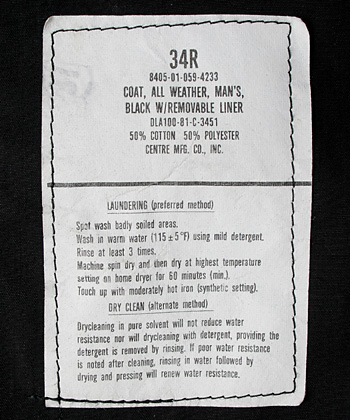 34R
8405-01-059-4233
COAT, ALL WEATHER, MAN'S,
BLACK W/REMOVABLE LINER
DLA100-81-C-3451
50% COTTON 50% POLYESTER
CENTRE MFG. CO., INC.
LAUNDERING (preferred method)
Spot wash badly soiled areas.
Wash in warm water (115±5°F) using mild detergent.
Rinse at least 3 times.
Machine spin dry and then dry at highest temperature
setting on home dryer for 60 minutes (min.).
Touch up with moderately hot iron (synthetic setting).
DRY CLEAN (alternate method)
Drycleaning in pure solvent will not reduce water
resistance nor will drycleaning with detergent, providing the
detergent is removed by rinsing. If poor water resistance
is noted after cleaning, rinsing in water followed by
drying and pressing will renew water resistance.